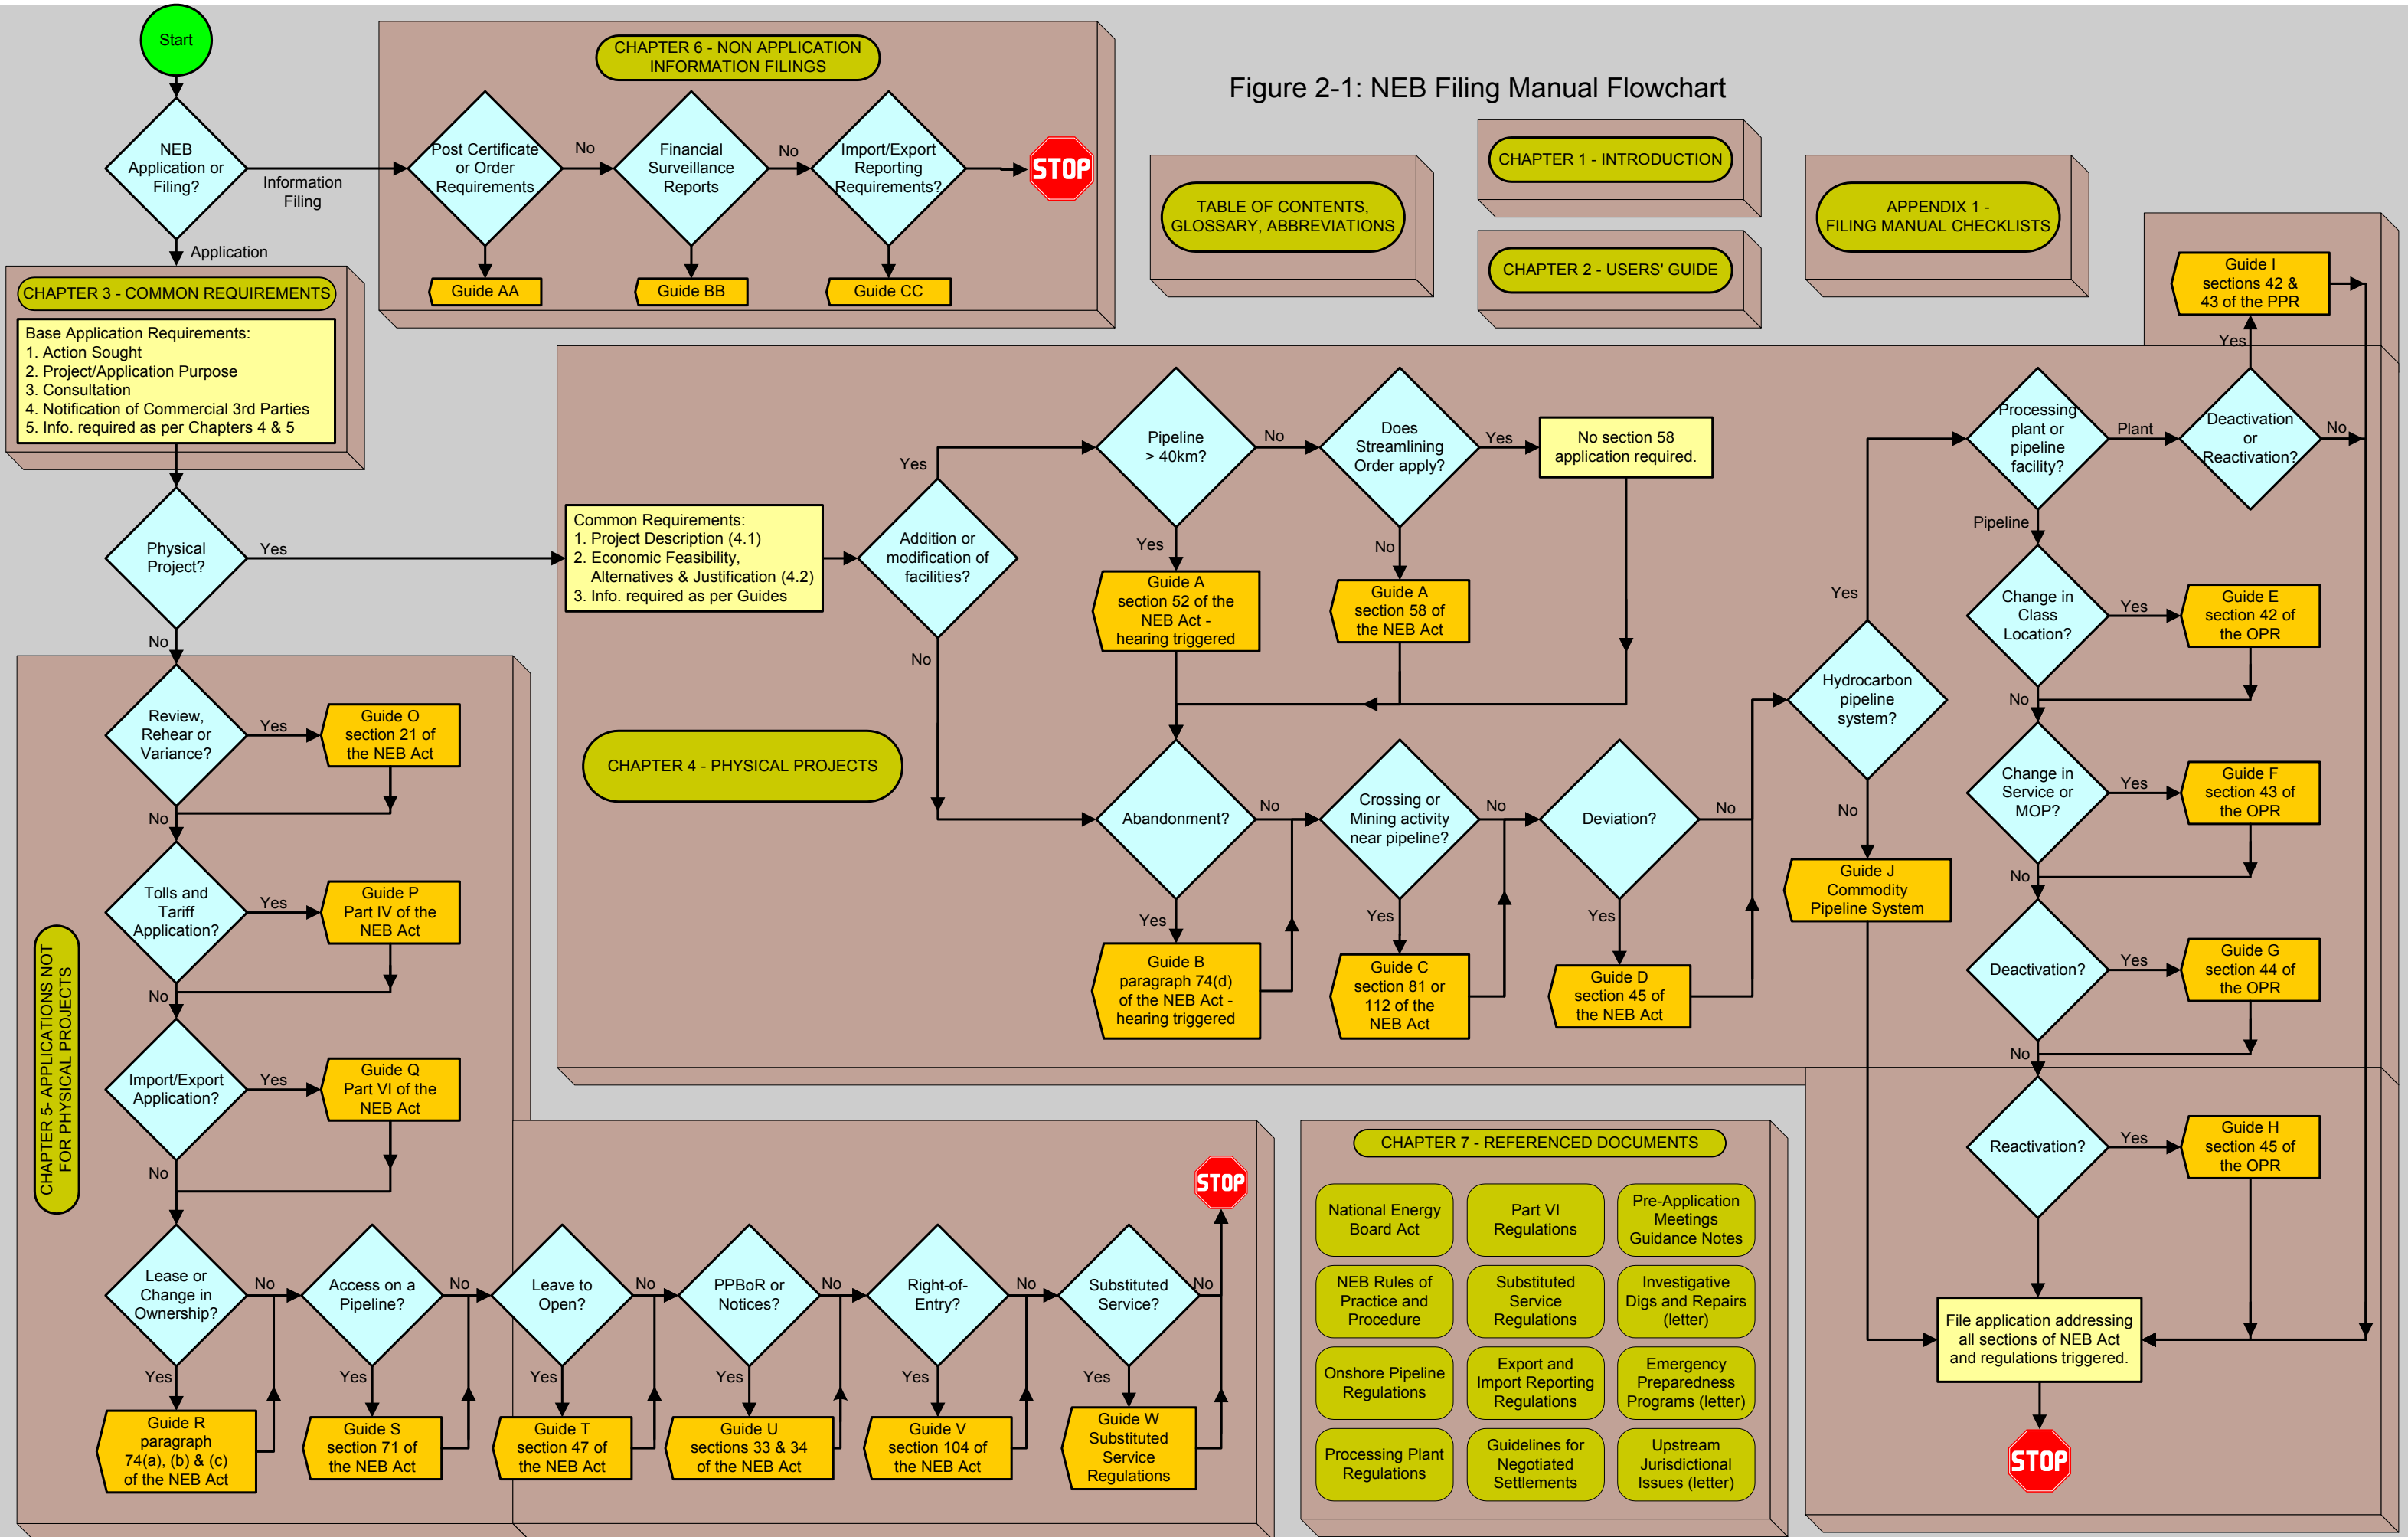 Figure 2-1: NEB Filing Manual Flowchart
Start
NEB
Application or
Filing?
Information
Filing
Application
CHAPTER 6 - NON APPLICATION
INFORMATION FILINGS
Post Certificate
or Order
Requirements
No
Financial
Surveillance
Reports
No
Import/Export
Reporting
Requirements?
STOP
Guide AA
Guide BB
Guide CC
TABLE OF CONTENTS,
GLOSSARY, ABBREVIATIONS
CHAPTER 1 - INTRODUCTION
CHAPTER 2 - USERS' GUIDE
APPENDIX 1 -
FILING MANUAL CHECKLISTS
CHAPTER 3 - COMMON REQUIREMENTS
Base Application Requirements:
1. Action Sought
2. Project/Application Purpose
3. Consultation
4. Notification of Commercial 3rd Parties
5. Info. required as per Chapters 4 & 5
Physical
Project?
Yes
No
CHAPTER 4 - PHYSICAL PROJECTS
Common Requirements:
1. Project Description (4.1)
2. Economic Feasibility,
Alternatives & Justification (4.2)
3. Info. required as per Guides
Addition or
modification of
facilities?
Yes
No
Pipeline
> 40km?
No
Yes
Does
Streamlining
Order apply?
Yes
No
No section 58
application required.
Guide A
section 52 of the
NEB Act -
hearing triggered
Guide A
section 58 of
the NEB Act
Abandonment?
No
Yes
Crossing or
Mining activity
near pipeline?
No
Yes
Deviation?
No
Yes
Guide B
paragraph 74(d)
of the NEB Act -
hearing triggered
Guide C
section 81 or
112 of the
NEB Act
Guide D
section 45 of
the NEB Act
Hydrocarbon
pipeline
system?
Yes
No
Guide J
Commodity
Pipeline System
Processing
plant or
pipeline
facility?
Plant
Pipeline
Deactivation
or
Reactivation?
Yes
No
Guide I
sections 42 &
43 of the PPR
Change in
Class
Location?
Yes
No
Guide E
section 42 of
the OPR
Change in
Service or
MOP?
Yes
No
Guide F
section 43 of
the OPR
Deactivation?
Yes
No
Guide G
section 44 of
the OPR
Reactivation?
Yes
Guide H
section 45 of
the OPR
File application addressing
all sections of NEB Act
and regulations triggered.
STOP
CHAPTER 5- APPLICATIONS NOT
FOR PHYSICAL PROJECTS
Review,
Rehear or
Variance?
Yes
No
Guide O
section 21 of
the NEB Act
Tolls and
Tariff
Application?
Yes
No
Guide P
Part IV of the
NEB Act
Import/Export
Application?
Yes
No
Guide Q
Part VI of the
NEB Act
Lease or
Change in
Ownership?
No
Yes
Access on a
Pipeline?
No
Yes
Leave to
Open?
No
Yes
PPBoR or
Notices?
No
Yes
Right-of-
Entry?
No
Yes
Substituted
Service?
No
Yes
STOP
Guide R
paragraph
74(a), (b) & (c)
of the NEB Act
Guide S
section 71 of
the NEB Act
Guide T
section 47 of
the NEB Act
Guide U
sections 33 & 34
of the NEB Act
Guide V
section 104 of
the NEB Act
Guide W
Substituted
Service
Regulations
CHAPTER 7 - REFERENCED DOCUMENTS
National Energy
Board Act
Part VI
Regulations
Pre-Application
Meetings
Guidance Notes
NEB Rules of
Practice and
Procedure
Substituted
Service
Regulations
Investigative
Digs and Repairs
(letter)
Onshore Pipeline
Regulations
Export and
Import Reporting
Regulations
Emergency
Preparedness
Programs (letter)
Processing Plant
Regulations
Guidelines for
Negotiated
Settlements
Upstream
Jurisdictional
Issues (letter)